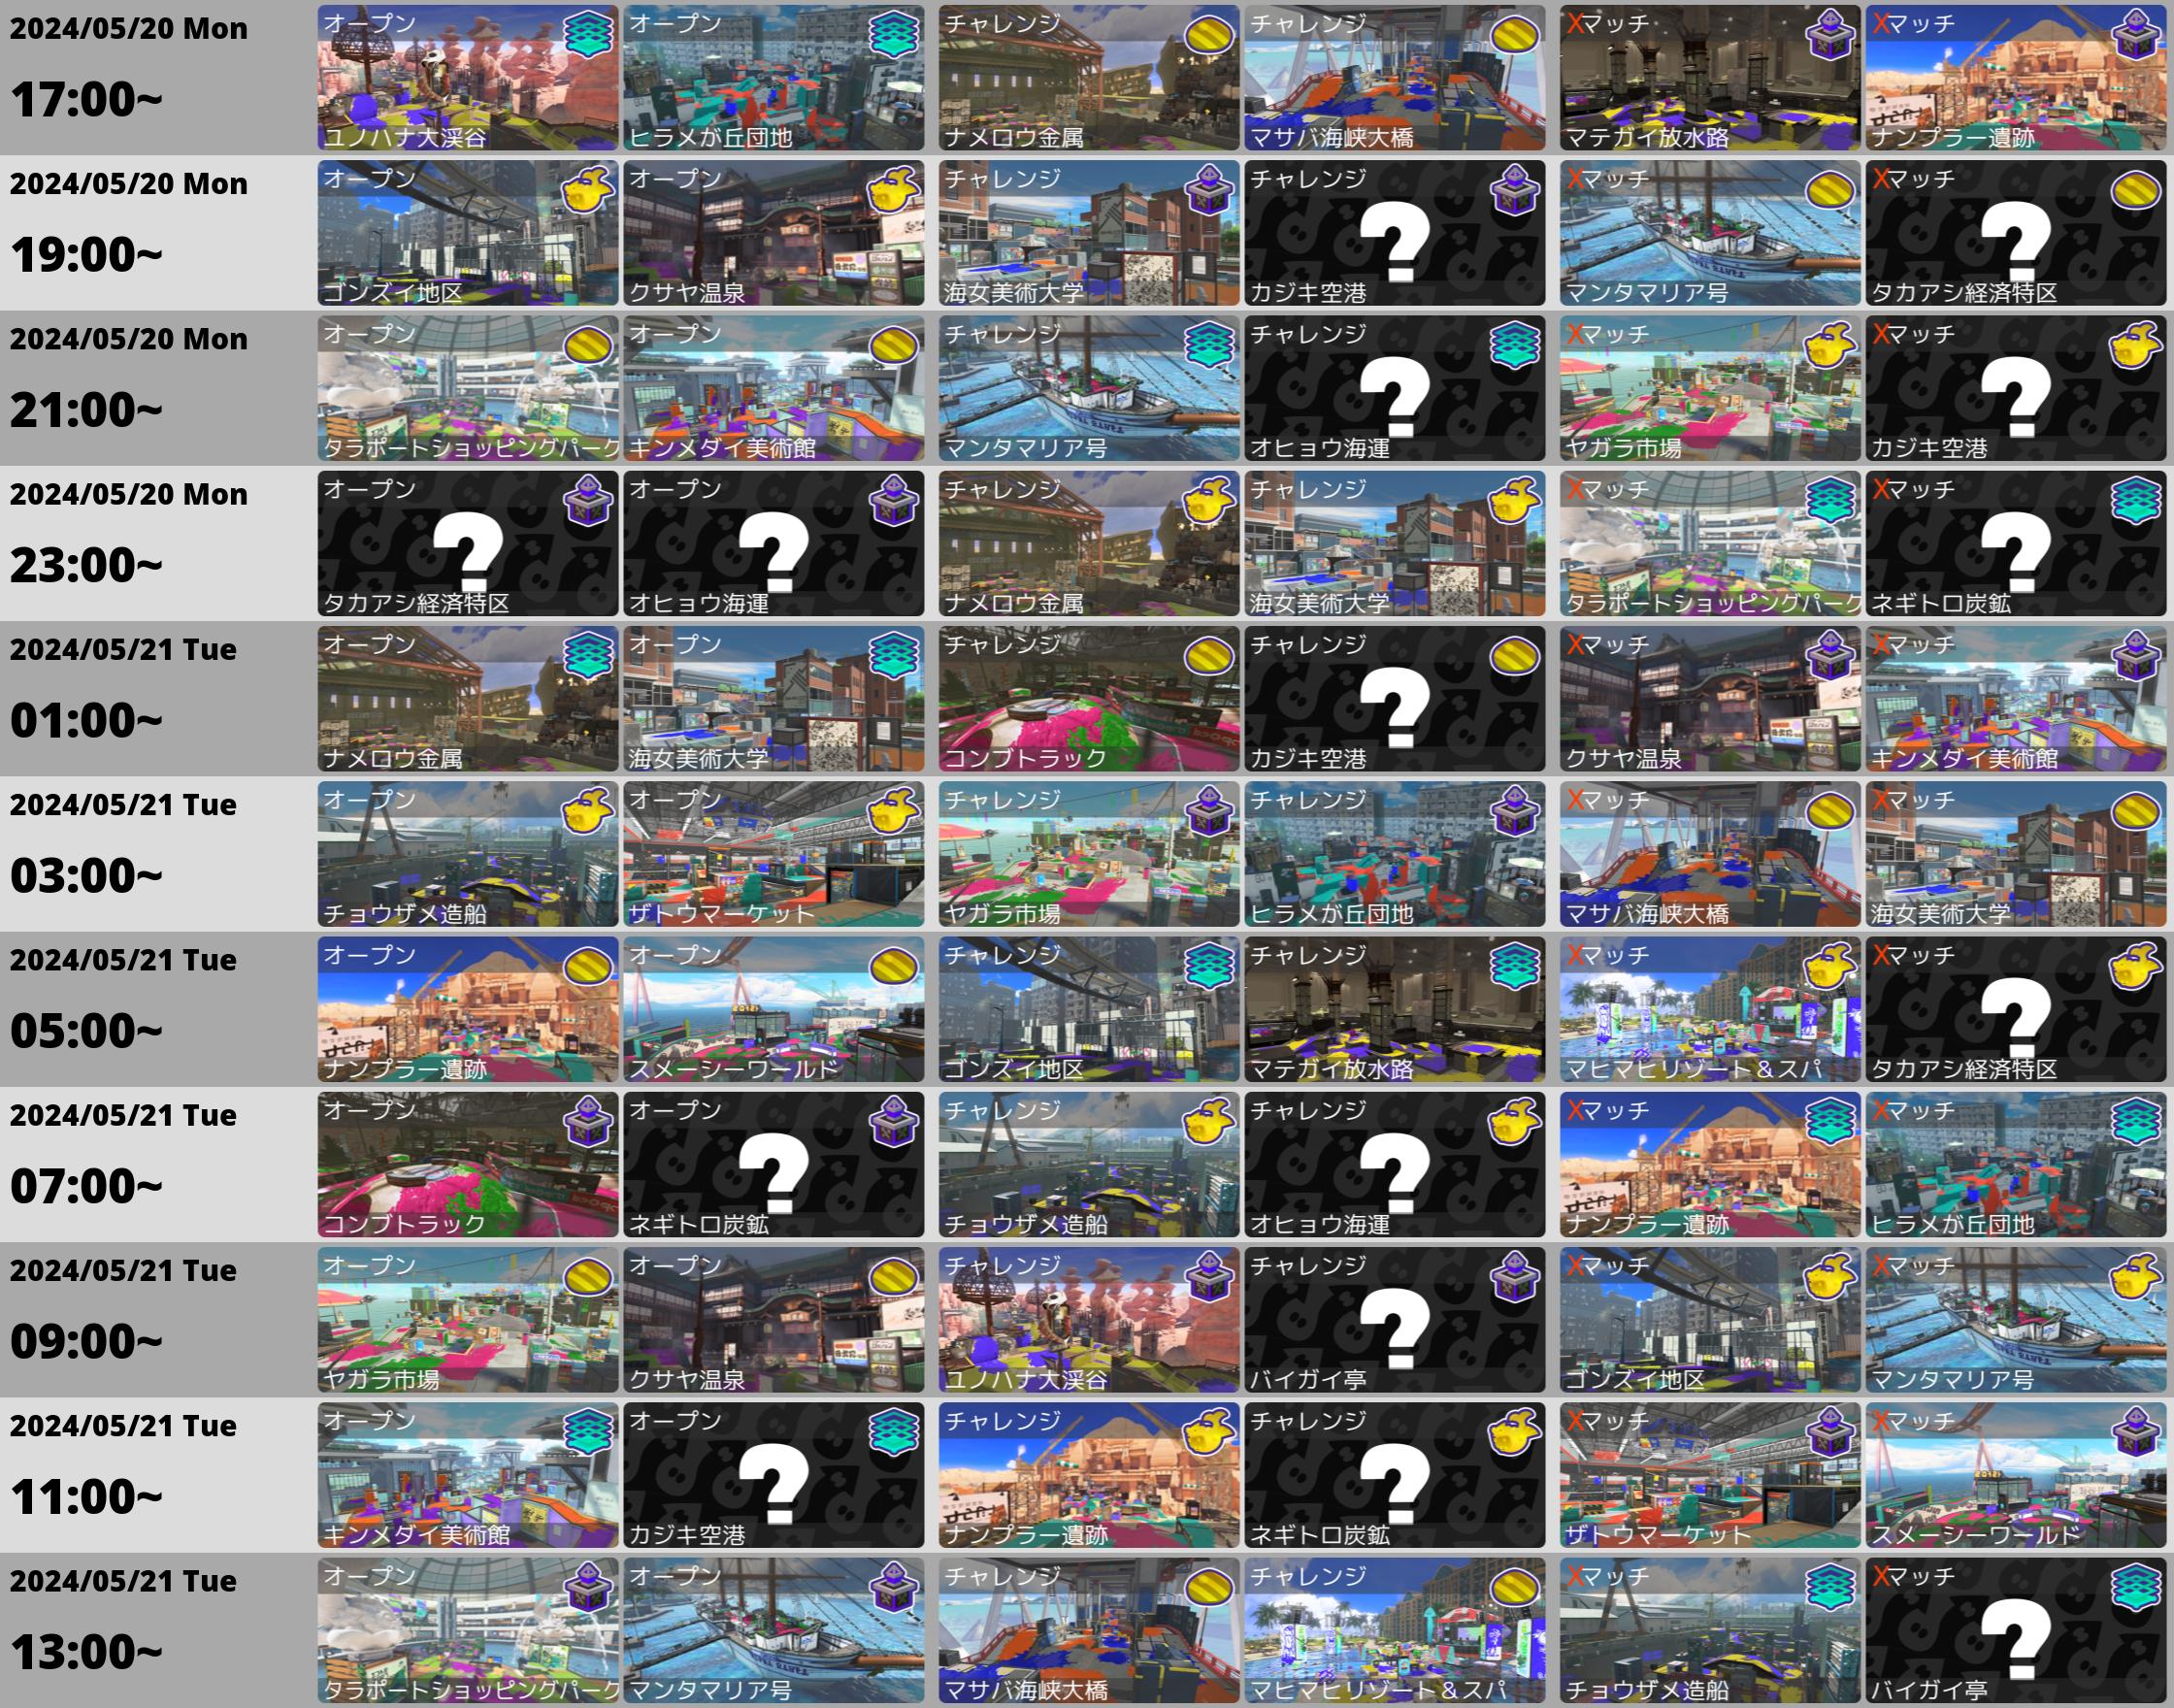 2024/05/20 Mon
17:00~
オープン
ユノハナ大渓谷
オープン
ヒラメが丘団地
チャレンジ
ナメロウ金属
チャレンジ
マサバ海峡大橋
Xマッチ
マテガイ放水路
Xマッチ
ナンプラー遺跡
2024/05/20 Mon
19:00~
オープン
ゴンズイ地区
オープン
クサヤ温泉
チャレンジ
海女美術大学
チャレンジ
?
カジキ空港
Xマッチ
マンタマリア号
Xマッチ
?
タカアシ経済特区
2024/05/20 Mon
21:00~
オープン
タラポートショッピングパーク
オープン
キンメダイ美術館
チャレンジ
マンタマリア号
チャレンジ
?
オヒョウ海運
Xマッチ
ヤガラ市場
Xマッチ
?
カジキ空港
2024/05/20 Mon
23:00~
オープン
?
タカアシ経済特区
オープン
?
オヒョウ海運
チャレンジ
ナメロウ金属
チャレンジ
海女美術大学
Xマッチ
タラポートショッピングパーク
Xマッチ
?
ネギトロ炭鉱
2024/05/21 Tue
01:00~
オープン
ナメロウ金属
オープン
海女美術大学
チャレンジ
コンブトラック
チャレンジ
?
カジキ空港
Xマッチ
クサヤ温泉
Xマッチ
キンメダイ美術館
2024/05/21 Tue
03:00~
オープン
チョウザメ造船
オープン
ザトウマーケット
チャレンジ
ヤガラ市場
チャレンジ
ヒラメが丘団地
Xマッチ
マサバ海峡大橋
Xマッチ
海女美術大学
2024/05/21 Tue
05:00~
オープン
ナンプラー遺跡
オープン
スメーシーワールド
チャレンジ
ゴンズイ地区
チャレンジ
マテガイ放水路
Xマッチ
マヒマヒリゾート&スパ
Xマッチ
?
タカアシ経済特区
2024/05/21 Tue
07:00~
オープン
コンブトラック
オープン
?
ネギトロ炭鉱
チャレンジ
チョウザメ造船
チャレンジ
?
オヒョウ海運
Xマッチ
ナンプラー遺跡
Xマッチ
ヒラメが丘団地
2024/05/21 Tue
09:00~
オープン
ヤガラ市場
オープン
クサヤ温泉
チャレンジ
ユノハナ大渓谷
チャレンジ
?
バイガイ亭
Xマッチ
ゴンズイ地区
Xマッチ
マンタマリア号
2024/05/21 Tue
11:00~
オープン
キンメダイ美術館
オープン
?
カジキ空港
チャレンジ
ナンプラー遺跡
チャレンジ
?
ネギトロ炭鉱
Xマッチ
ザトウマーケット
Xマッチ
スメーシーワールド
2024/05/21 Tue
13:00~
オープン
タラポートショッピングパーク
オープン
マンタマリア号
チャレンジ
マサバ海峡大橋
チャレンジ
マヒマヒリゾート&スパ
Xマッチ
チョウザメ造船
Xマッチ
?
バイガイ亭